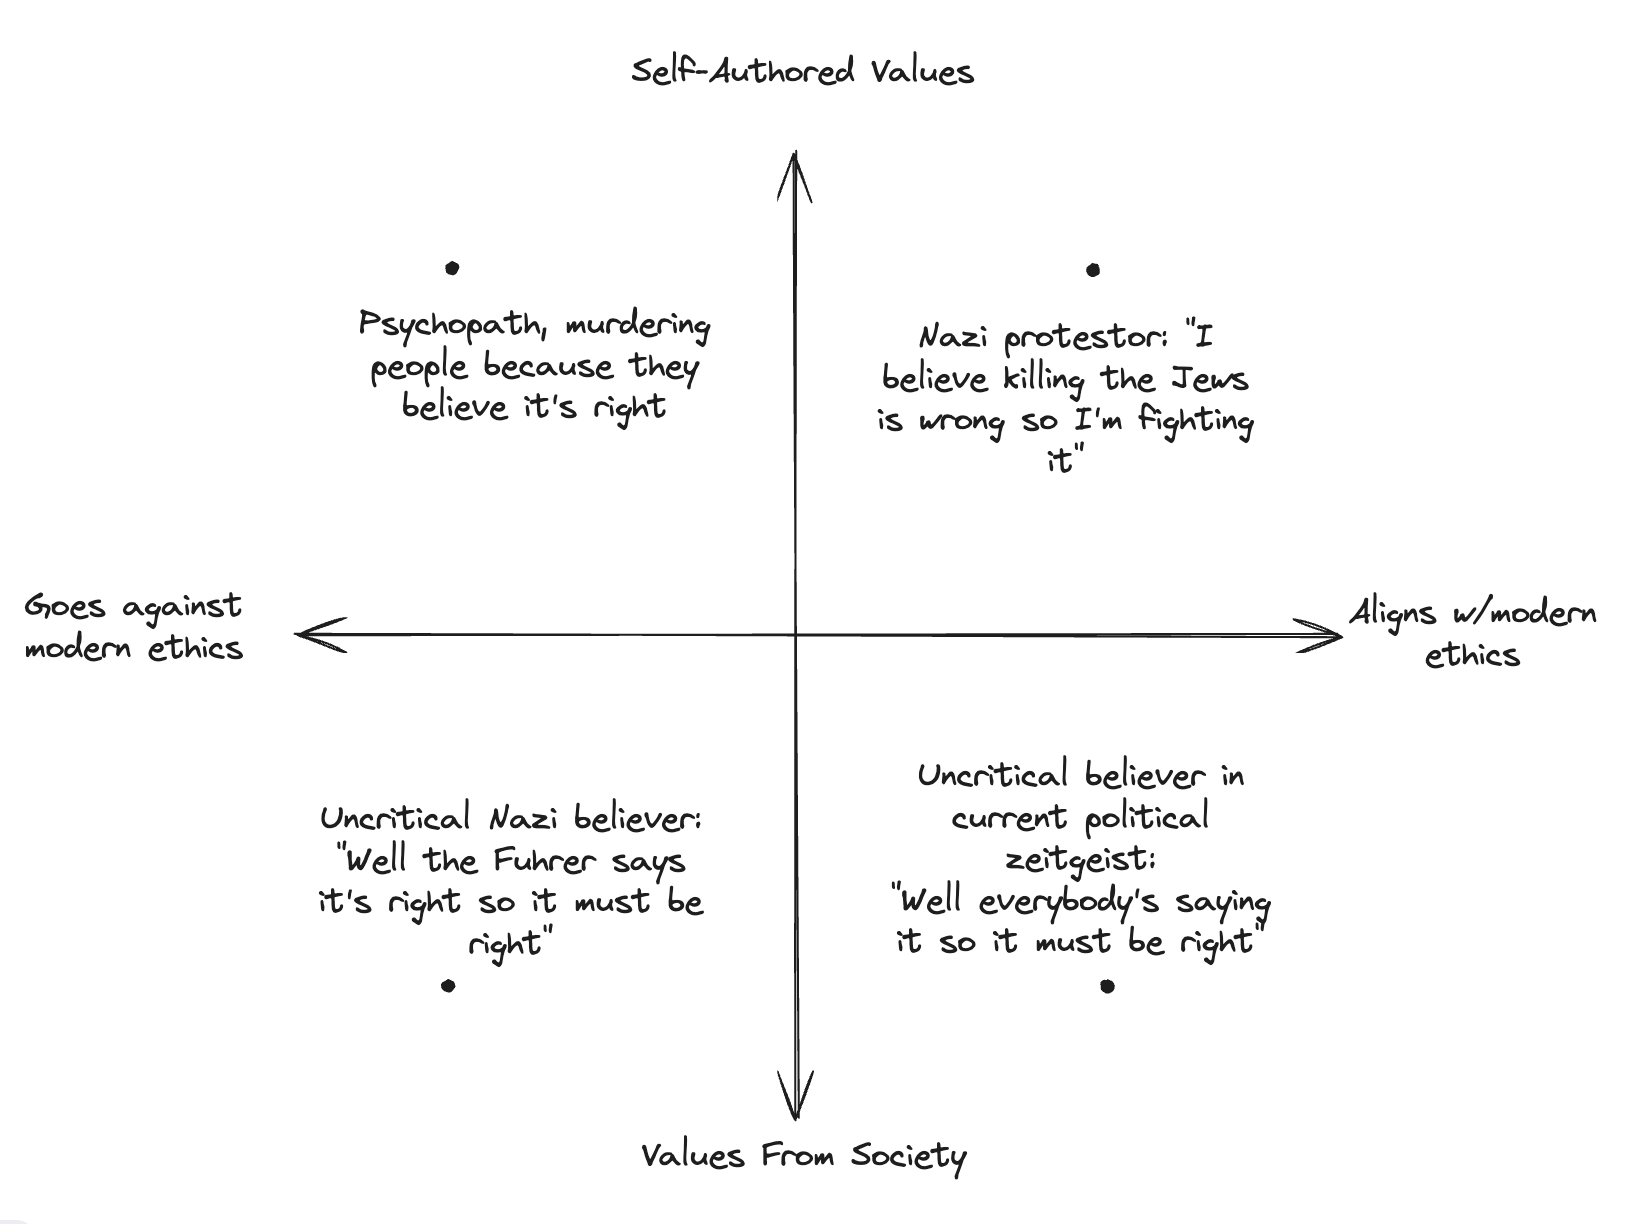 Self-Authored Values
Psychopath, murdering
people because they
believe it's right
Nazi protestor: "I
believe killing the Jews
is wrong so I'm fighting
it"
Goes against
modern ethics
Aligns w/modern
ethics
Uncritical Nazi believer:
"Well the Fuhrer says
it's right so it must be
right"
Uncritical believer in
current political
zeitgeist:
"Well everybody's saying
it so it must be right"
Values From Society